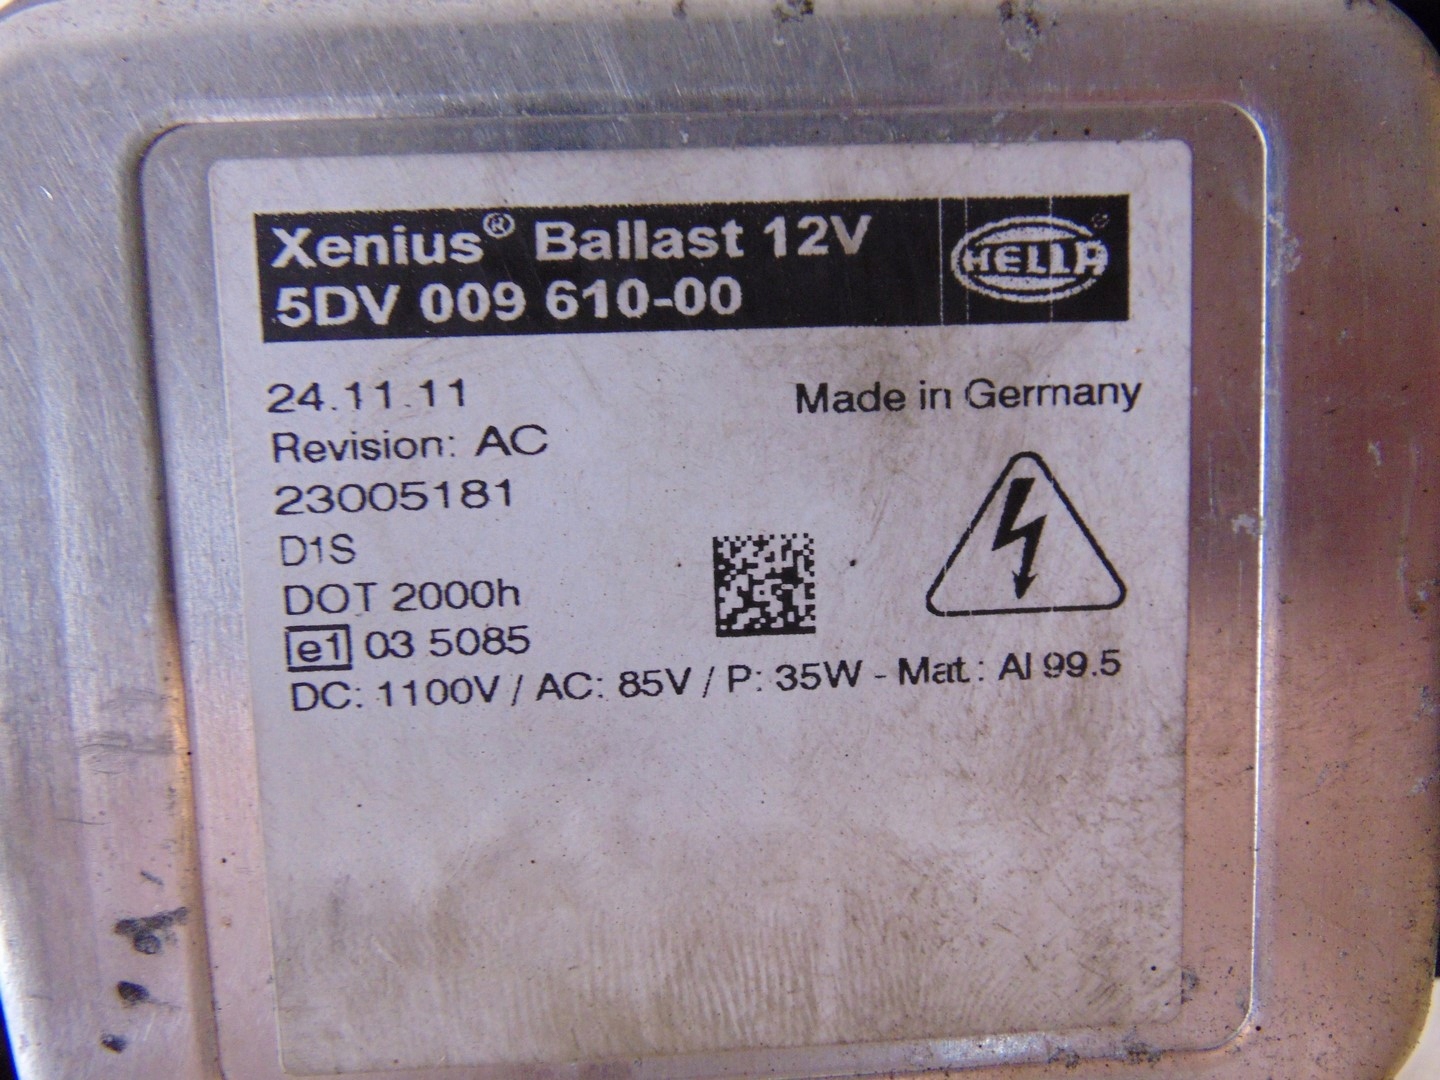 Xenius® Ballast 12V
5DV 009 610-00
HELLA
24.11.11
Made in Germany
Revision: AC
23005181
D1S
DOT 2000h
e1 03 5085
DC: 1100V / AC: 85V / P: 35W - Mat.: Al 99.5